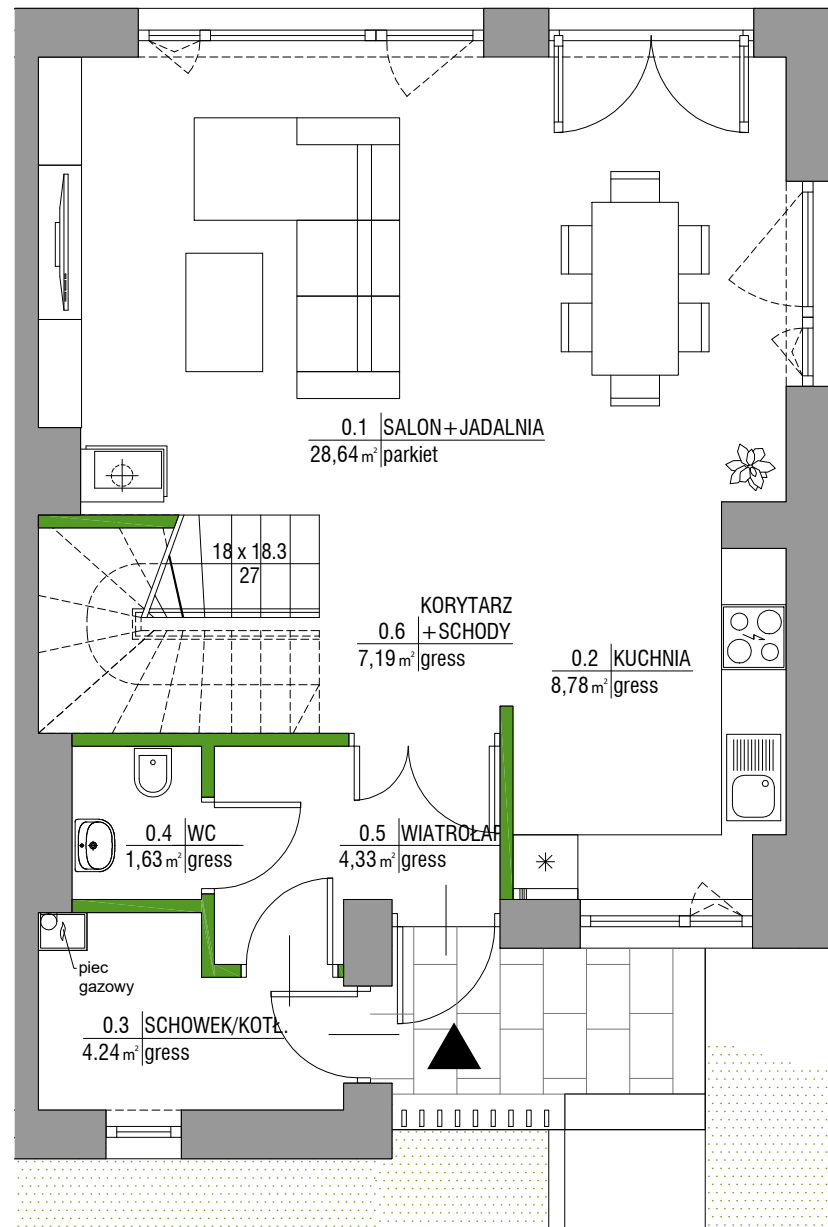 0.1 SALON+JADALNIA
28,64 m² parkiet
18 x 18.3
27
KORYTARZ
0.6 +SCHODY
7,19 m² gress
0.2 KUCHNIA
8,78 m² gress
0.4 WC
1,63 m² gress
0.5 WIATROŁAP
4,33 m² gress
piec
gazowy
0.3 SCHOWEK/KOTŁ.
4.24 m² gress